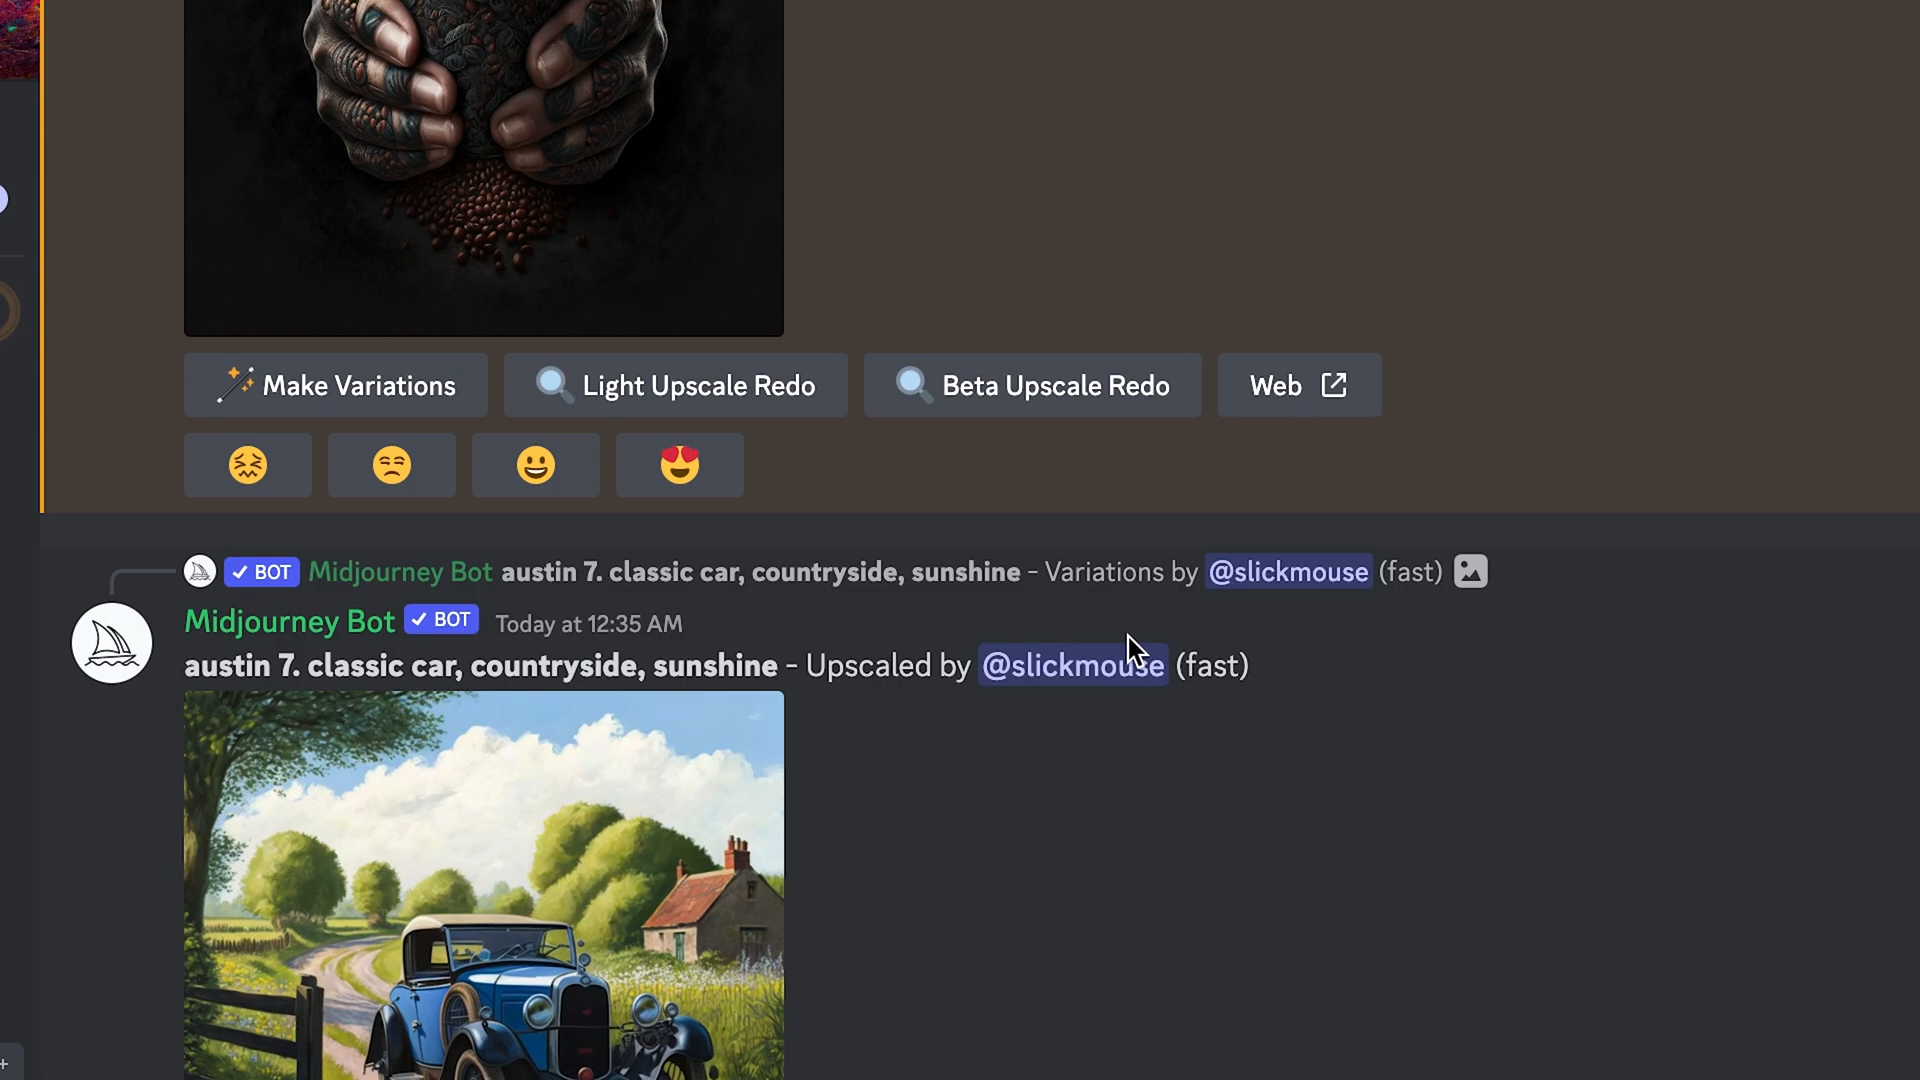 Make Variations
Light Upscale Redo
Beta Upscale Redo
Web
✓ BOT Midjourney Bot austin 7. classic car, countryside, sunshine - Variations by @slickmouse (fast)
Midjourney Bot ✓ BOT Today at 12:35 AM
austin 7. classic car, countryside, sunshine - Upscaled by @slickmouse (fast)